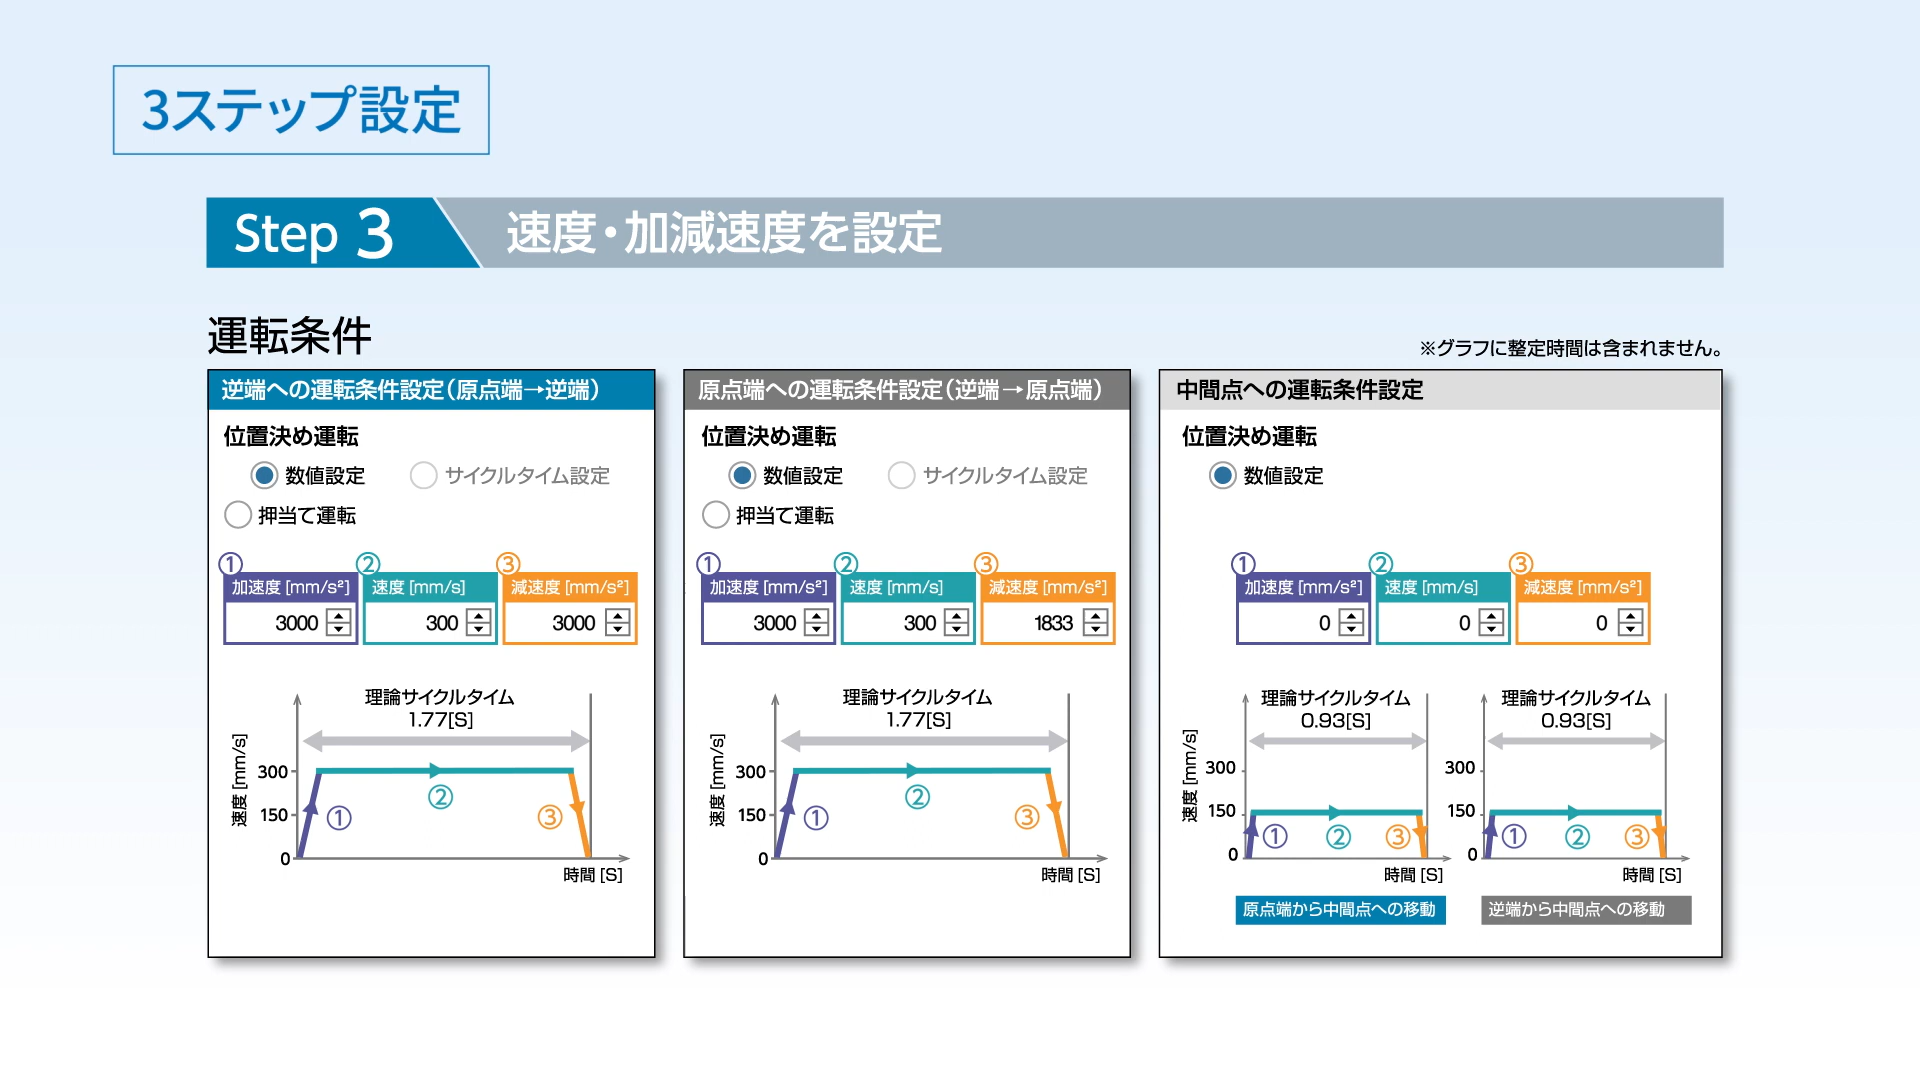 3ステップ設定
Step 3
速度・加減速度を設定
運転条件
※グラフに整定時間は含まれません。
逆端への運転条件設定(原点端→逆端)
位置決め運転
数値設定
サイクルタイム設定
押当て運転
① ② ③
加速度 [mm/s²] 速度 [mm/s] 減速度 [mm/s²]
3000 300 3000
理論サイクルタイム
1.77[S]
速度 [mm/s]
300
150
0
① ② ③
時間 [S]
原点端への運転条件設定(逆端→原点端)
位置決め運転
数値設定
サイクルタイム設定
押当て運転
① ② ③
加速度 [mm/s²] 速度 [mm/s] 減速度 [mm/s²]
3000 300 1833
理論サイクルタイム
1.77[S]
速度 [mm/s]
300
150
0
① ② ③
時間 [S]
中間点への運転条件設定
位置決め運転
数値設定
① ② ③
加速度 [mm/s²] 速度 [mm/s] 減速度 [mm/s²]
0 0 0
理論サイクルタイム
0.93[S]
速度 [mm/s]
300
150
0
① ② ③
時間 [S]
原点端から中間点への移動
理論サイクルタイム
0.93[S]
300
150
0
① ② ③
時間 [S]
逆端から中間点への移動